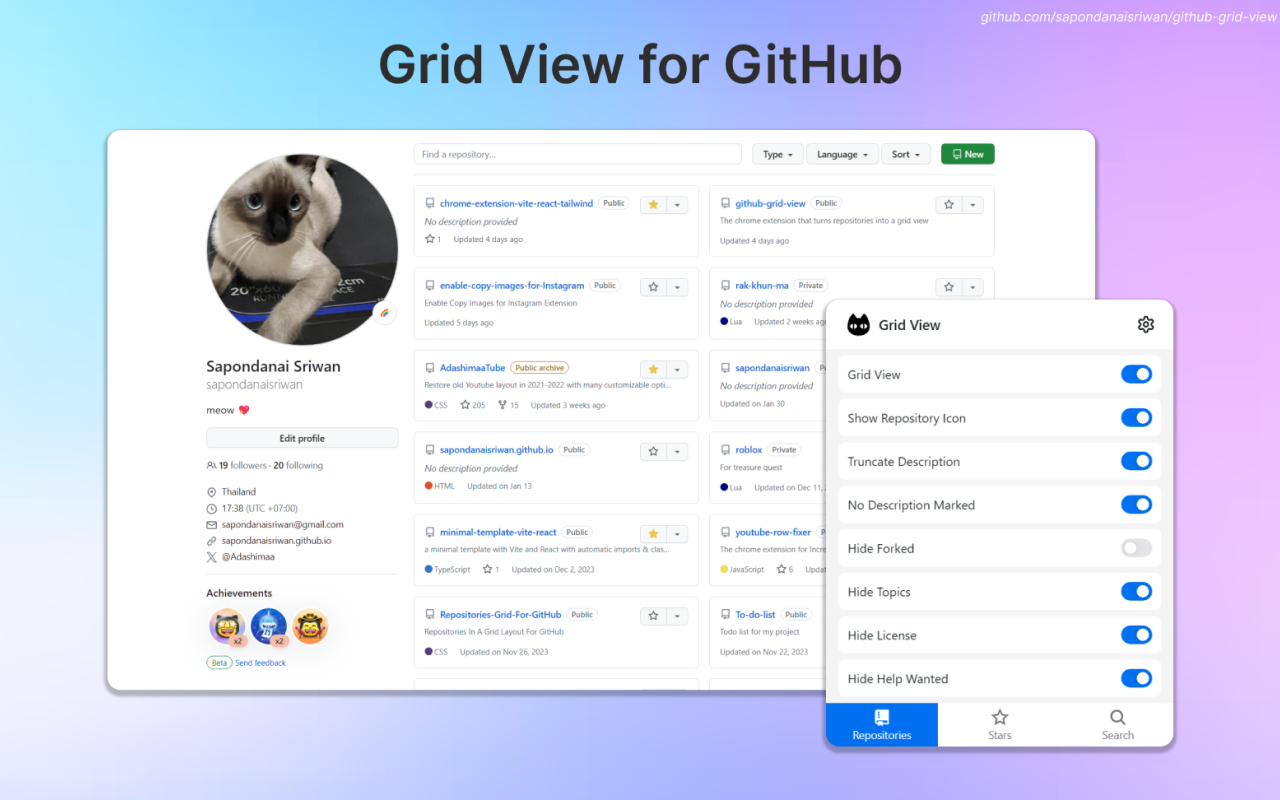 github.com/sapondanaisriwan/github-grid-view
Grid View for GitHub
Find a repository...
Type
Language
Sort
New
Sapondanai Sriwan
sapondanaisriwan
meow
Edit profile
19 followers · 20 following
Thailand
17:38 (UTC +07:00)
sapondanaisriwan@gmail.com
sapondanaisriwan.github.io
@Adashimaa
Achievements
x2
x2
Beta Send feedback
chrome-extension-vite-react-tailwind Public
No description provided
1 Updated 4 days ago
github-grid-view Public
The chrome extension that turns repositories into a grid view
Updated 4 days ago
enable-copy-images-for-Instagram Public
Enable Copy Images for Instagram Extension
Updated 5 days ago
rak-khun-ma Private
No description provided
Lua Updated 2 weeks
AdashimaaTube Public archive
Restore old Youtube layout in 2021-2022 with many customizable opti...
CSS 205 15 Updated 3 weeks ago
sapondanaisriwan
No description provided
Updated on Jan 30
sapondanaisriwan.github.io Public
No description provided
HTML Updated on Jan 13
roblox Private
For treasure quest
Lua Updated on Dec 11,
minimal-template-vite-react Public
a minimal template with Vite and React with automatic imports & clas...
TypeScript 1 Updated on Dec 2, 2023
youtube-row-fixer
The chrome extension for
JavaScript 6
Repositories-Grid-For-GitHub Public
Repositories In A Grid Layout For GitHub
CSS Updated on Nov 26, 2023
To-do-list Public
Todo list for my project
Updated on Nov 22, 2023
Grid View
Grid View
Show Repository Icon
Truncate Description
No Description Marked
Hide Forked
Hide Topics
Hide License
Hide Help Wanted
Repositories
Stars
Search